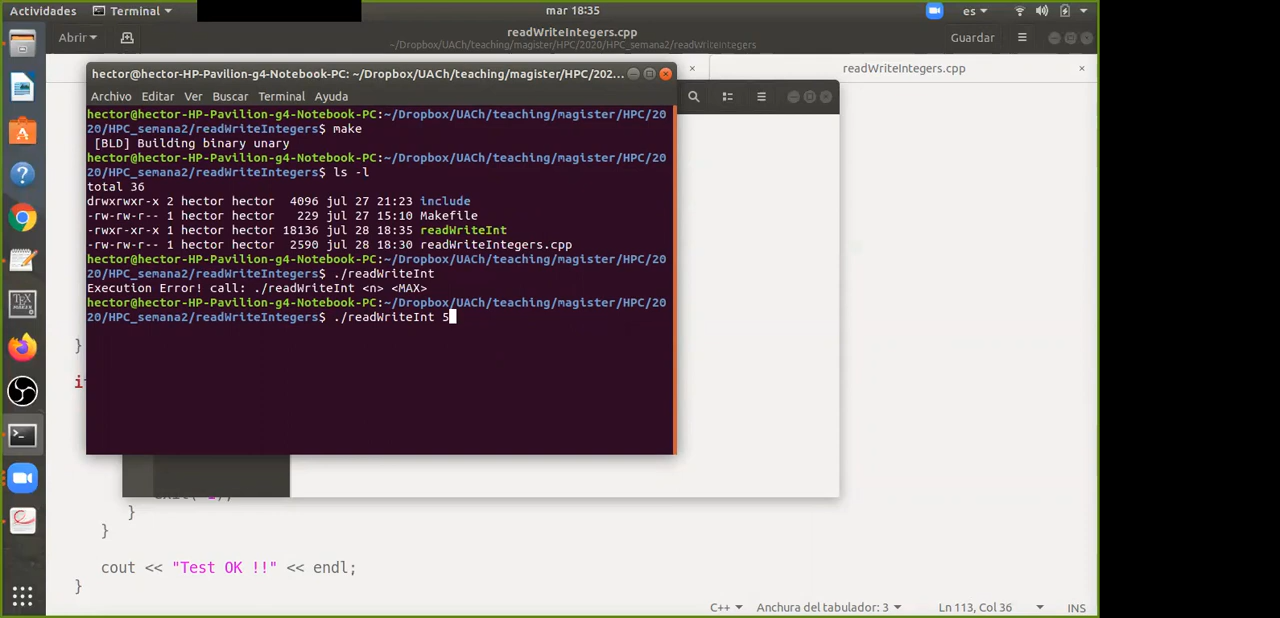 Actividades Terminal mar 18:35 es
Abrir readWriteIntegers.cpp Guardar
~/Dropbox/UACh/teaching/magister/HPC/2020/HPC_semana2/readWriteIntegers
hector@hector-HP-Pavilion-g4-Notebook-PC: ~/Dropbox/UACh/teaching/magister/HPC/202... × readWriteIntegers.cpp ×
Archivo Editar Ver Buscar Terminal Ayuda
hector@hector-HP-Pavilion-g4-Notebook-PC:~/Dropbox/UACh/teaching/magister/HPC/20
20/HPC_semana2/readWriteIntegers$ make
[BLD] Building binary unary
hector@hector-HP-Pavilion-g4-Notebook-PC:~/Dropbox/UACh/teaching/magister/HPC/20
20/HPC_semana2/readWriteIntegers$ ls -l
total 36
drwxrwxr-x 2 hector hector 4096 jul 27 21:23 include
-rw-rw-r-- 1 hector hector 229 jul 27 15:10 Makefile
-rwxr-xr-x 1 hector hector 18136 jul 28 18:35 readWriteInt
-rw-rw-r-- 1 hector hector 2590 jul 28 18:30 readWriteIntegers.cpp
hector@hector-HP-Pavilion-g4-Notebook-PC:~/Dropbox/UACh/teaching/magister/HPC/20
20/HPC_semana2/readWriteIntegers$ ./readWriteInt
Execution Error! call: ./readWriteInt <n> <MAX>
hector@hector-HP-Pavilion-g4-Notebook-PC:~/Dropbox/UACh/teaching/magister/HPC/20
20/HPC_semana2/readWriteIntegers$ ./readWriteInt 5
}
}
}
cout << "Test OK !!" << endl;
}
C++ Anchura del tabulador: 3 Ln 113, Col 36 INS